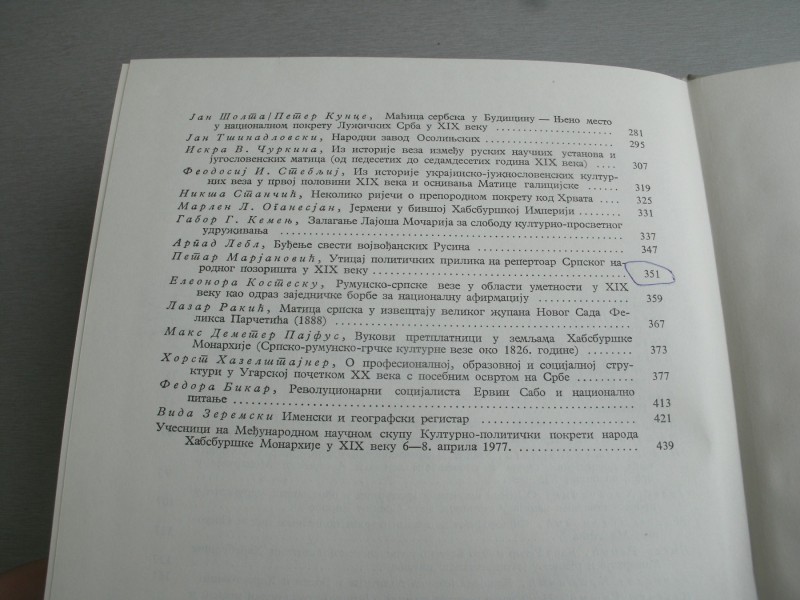 Јан Шолта/Петер Кунце, Маћица сербска у Будишину — Њено место
у националном покрету Лужичких Срба у XIX веку .................... 281
Јан Тшинадловски, Народни завод Осолињских .................... 295
Искра В. Чуркина, Из историје веза између руских научних установа и
југословенских матица (од педесетих до седамдесетих година XIX века) .... 307
Феодосиј И. Стеблиј, Из историје украјинско-јужнословенских култур-
них веза у првој половини XIX века и оснивања Матице галицијске ...... 319
Никша Станчић, Неколико ријечи о препородном покрету код Хрвата .... 325
Марлен Л. Оганесјан, Јермени у бившој Хабсбуршкој Империји ........ 331
Габор Г. Кемењ, Залагање Лајоша Мочарија за слободу културно-просветног
удруживања .................... 337
Арпад Лебл, Буђење свести војвођанских Русина .................... 347
Петар Марјановић, Утицај политичких прилика на репертоар Српског на-
родног позоришта у XIX веку .................... 351
Елеонора Костеску, Румунско-српске везе у области уметности у XIX
веку као одраз заједничке борбе за националну афирмацију ............ 359
Лазар Ракић, Матица српска у извештају великог жупана Новог Сада Фе-
ликса Парчетића (1888) .................... 367
Макс Деметер Пајфус, Вукови претплатници у земљама Хабсбуршке
Монархије (Српско-румунско-грчке културне везе око 1826. године) ........ 373
Хорст Хазелштајнер, О професионалној, образовној и социјалној струк-
тури у Угарској почетком XX века с посебним освртом на Србе ........ 377
Федора Бикар, Револуционарни социјалиста Ервин Сабо и национално
питање .................... 413
Вида Зеремски Именски и географски регистар .................... 421
Учесници на Међународном научном скупу Културно-политички покрети народа
Хабсбуршке Монархије у XIX веку 6—8. априла 1977. .................... 439